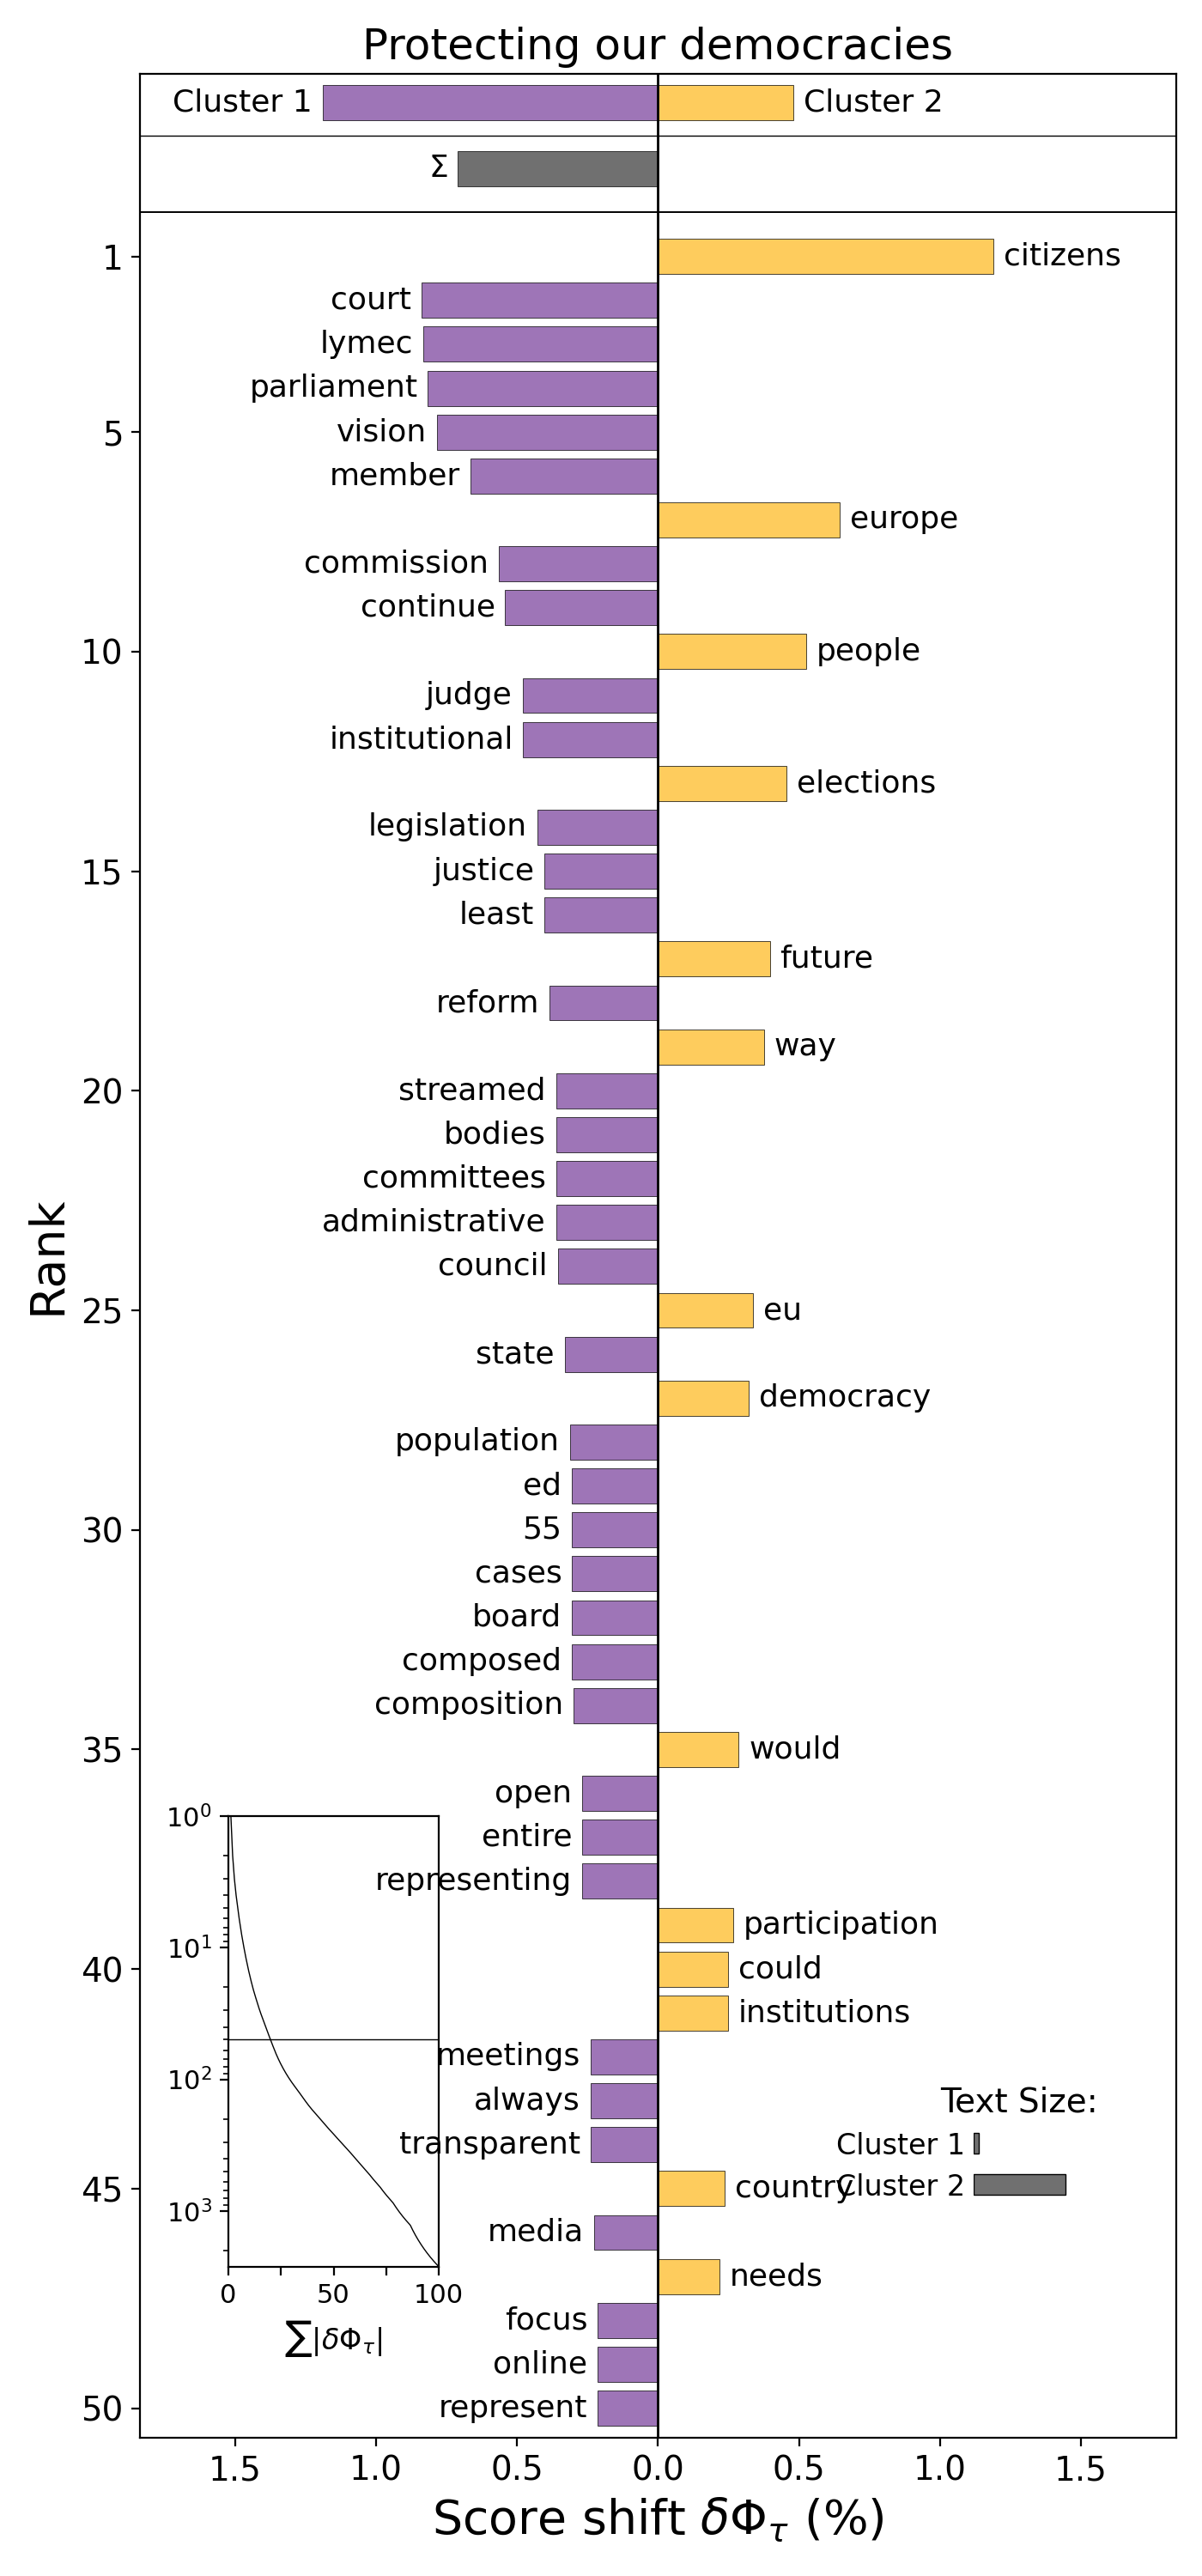 Protecting our democracies
Cluster 1 Cluster 2
Σ
1 citizens
court
lymec
parliament
5 vision
member
europe
commission
continue
10 people
judge
institutional
elections
legislation
15 justice
least
future
reform
way
20 streamed
bodies
committees
administrative
council
25 eu
state
democracy
population
ed
30 55
cases
board
composed
composition
35 would
open
entire
representing
participation
40 could
institutions
meetings
always
transparent
45 country
media
needs
focus
online
50 represent
Rank
10⁰
10¹
10²
10³
0 50 100
∑|δΦτ|
Text Size:
Cluster 1
Cluster 2
1.5 1.0 0.5 0.0 0.5 1.0 1.5
Score shift δΦτ (%)